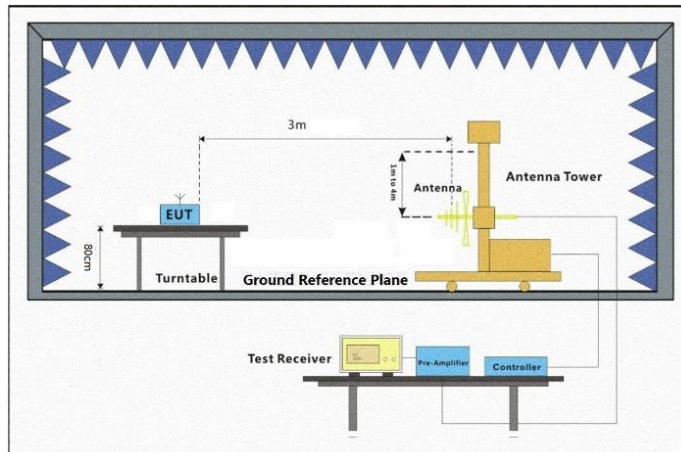 3m
1m to 4m
Antenna
Antenna Tower
EUT
80cm
Turntable
Ground Reference Plane
Test Receiver
Pre-Amplifier
Controller